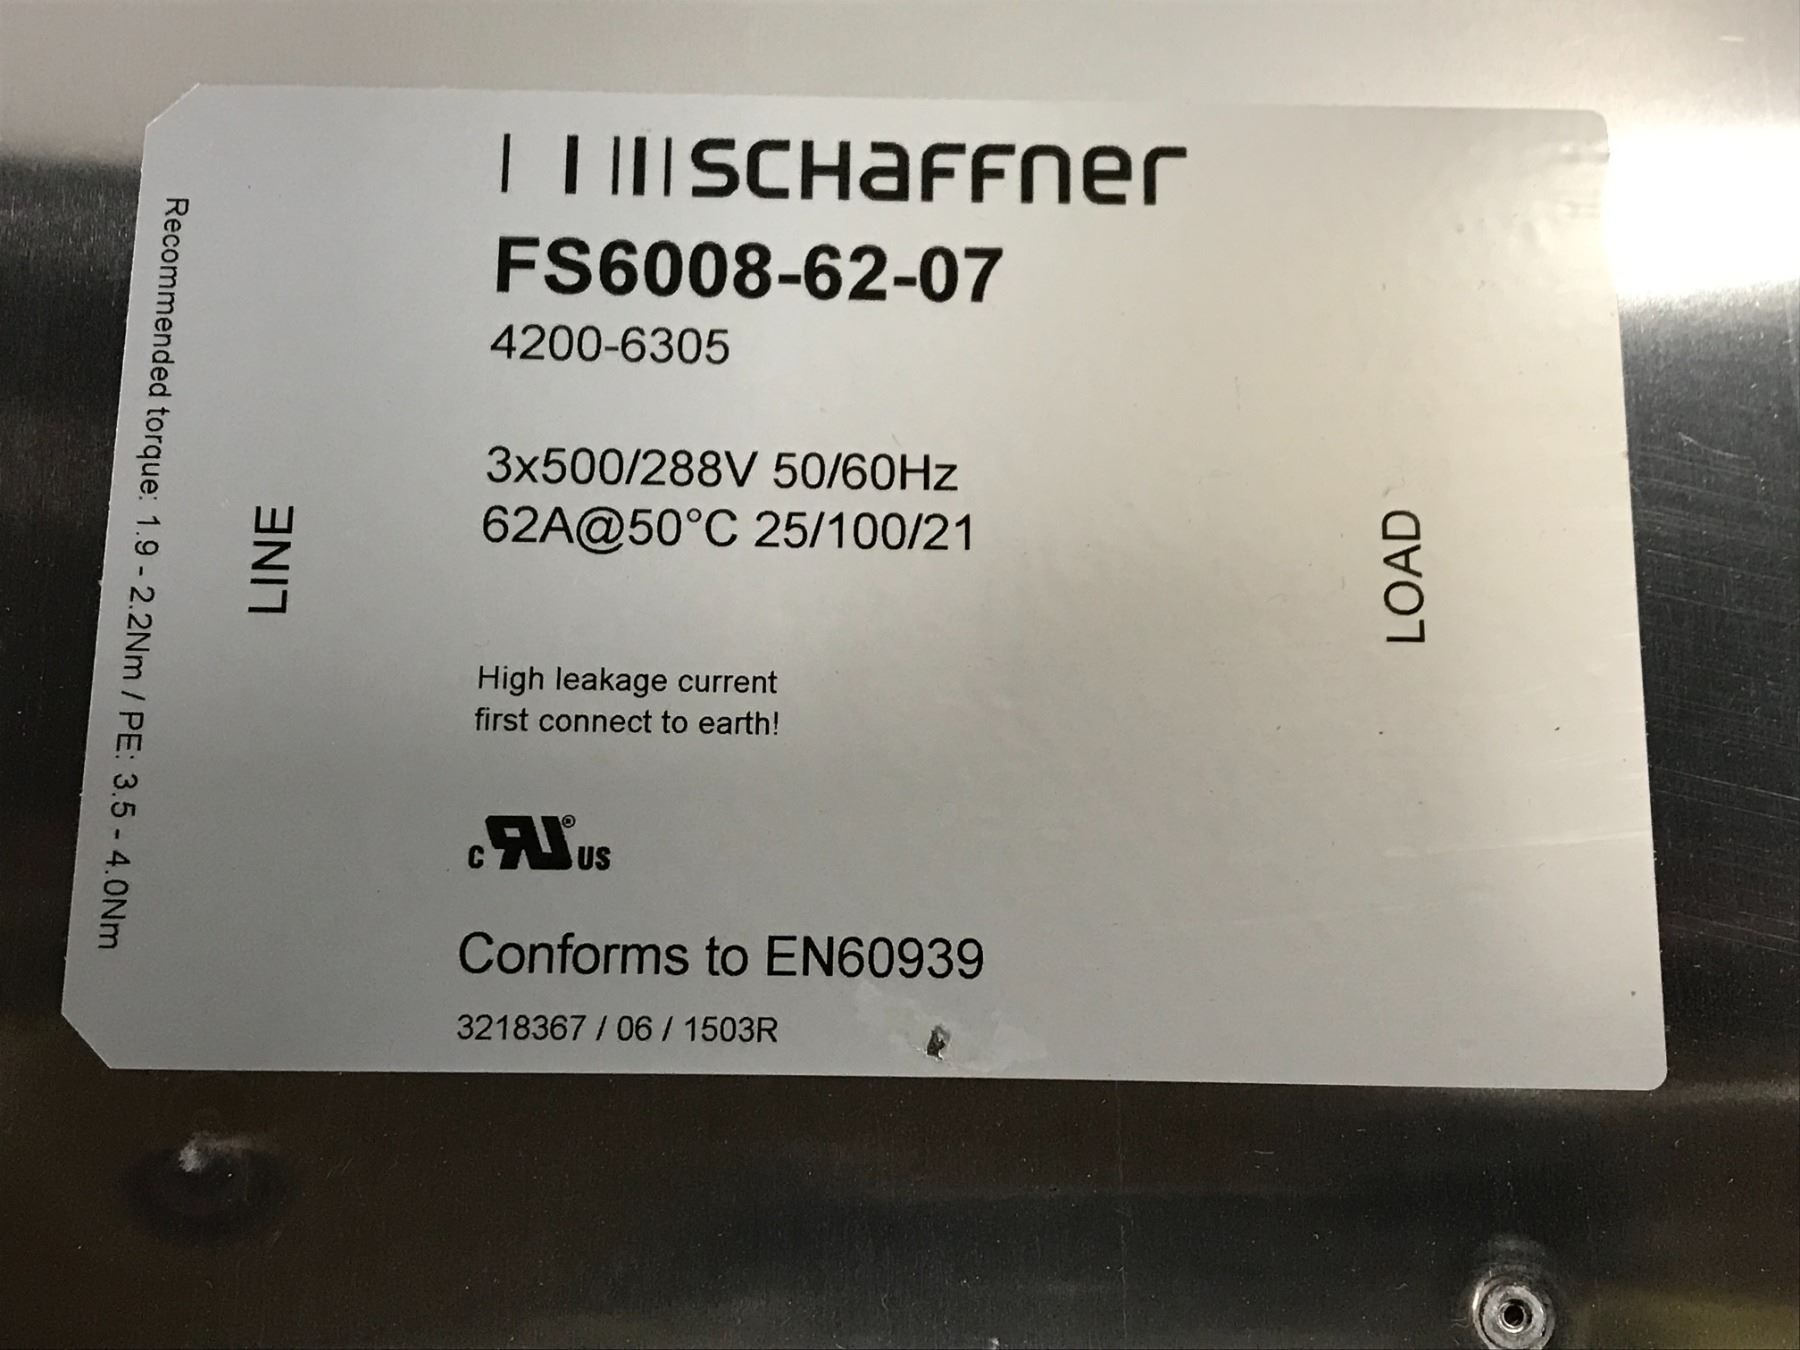 SCHAFFNER
FS6008-62-07
4200-6305
3x500/288V 50/60Hz
62A@50°C 25/100/21
High leakage current
first connect to earth!
c RU® US
Conforms to EN60939
3218367 / 06 / 1503R
Recommended torque: 1.9 - 2.2Nm / PE: 3.5 - 4.0Nm
LINE
LOAD